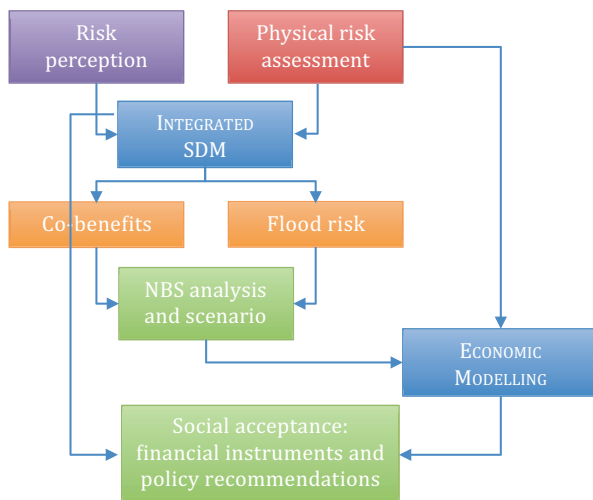 Risk
perception
Physical risk
assessment
INTEGRATED
SDM
Co-benefits
Flood risk
NBS analysis
and scenario
ECONOMIC
MODELLING
Social acceptance:
financial instruments and
policy recommendations